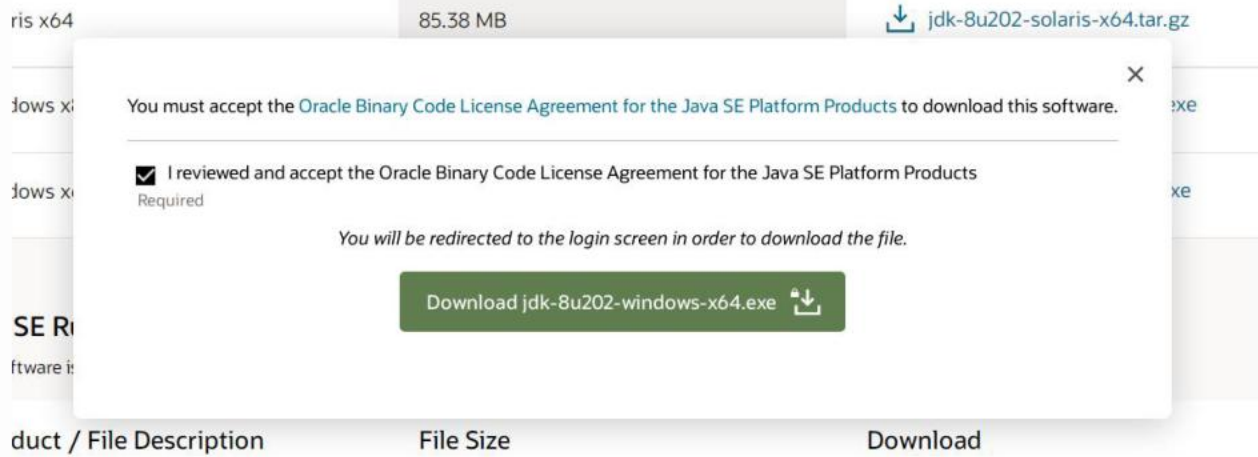 ris x64
85.38 MB
jdk-8u202-solaris-x64.tar.gz
You must accept the Oracle Binary Code License Agreement for the Java SE Platform Products to download this software.
I reviewed and accept the Oracle Binary Code License Agreement for the Java SE Platform Products
Required
You will be redirected to the login screen in order to download the file.
Download jdk-8u202-windows-x64.exe
SE R
ftware is
duct / File Description
File Size
Download